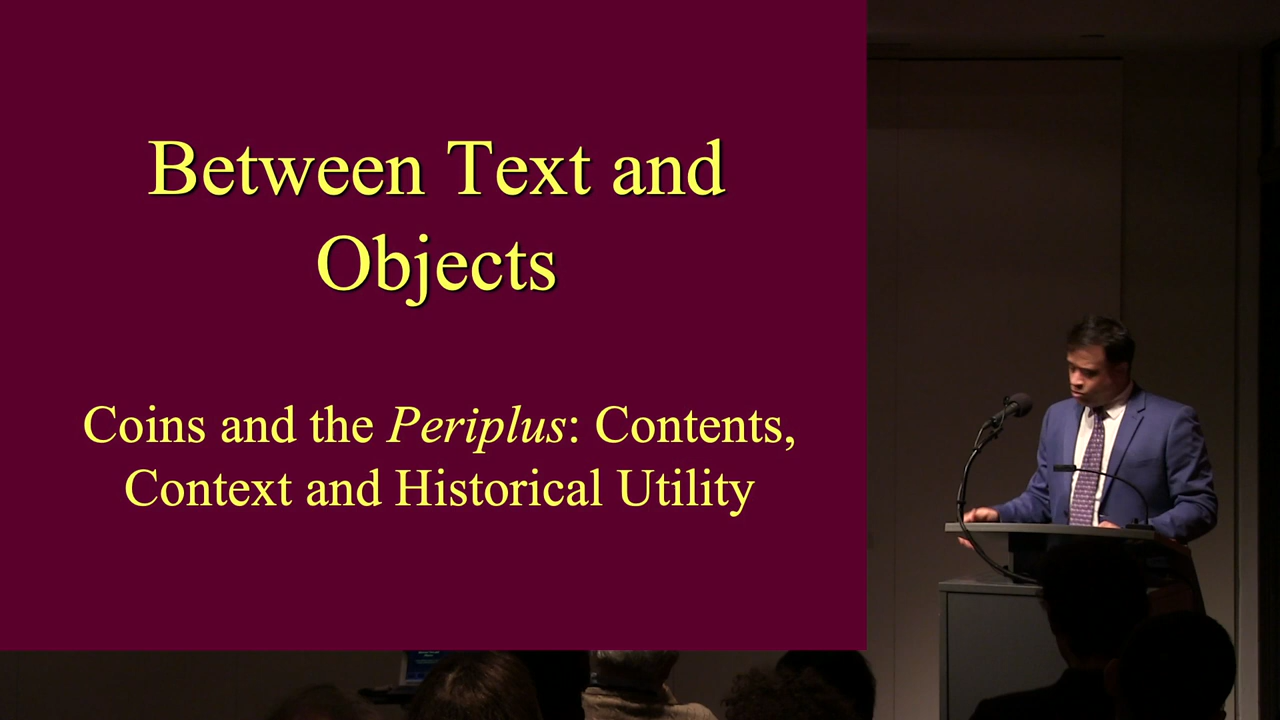 Between Text and
Objects
Coins and the Periplus: Contents,
Context and Historical Utility